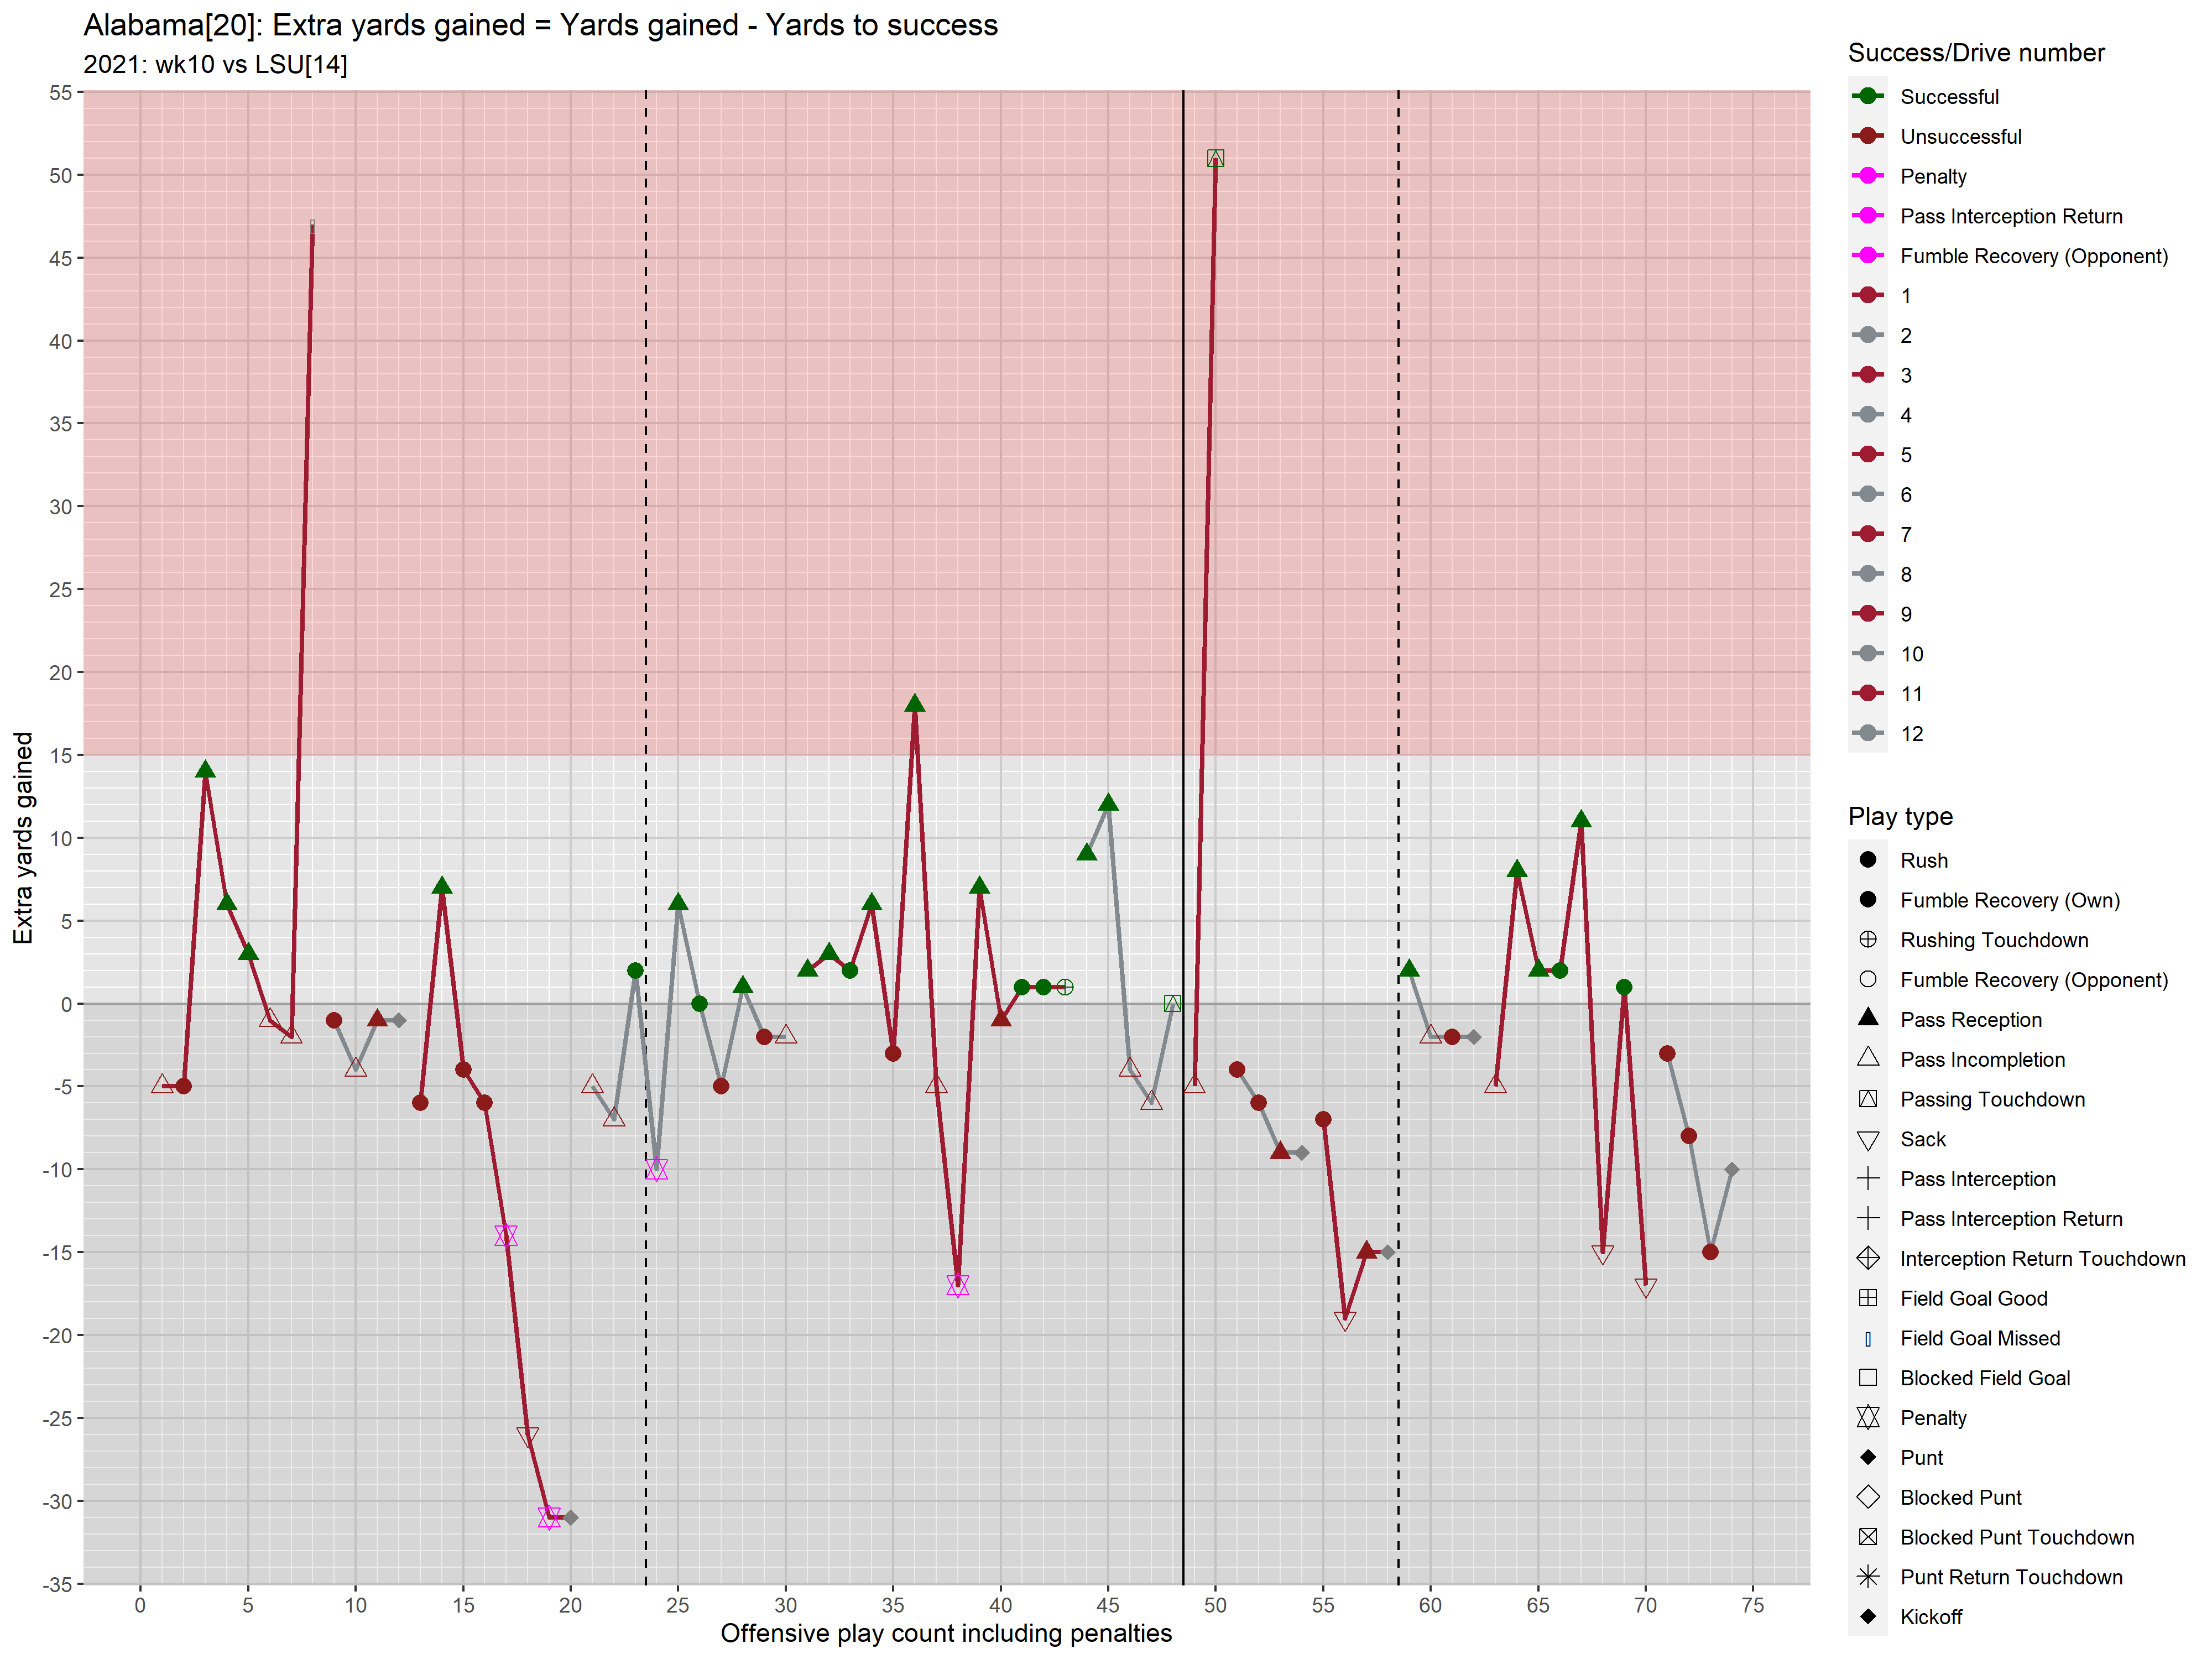 Alabama[20]: Extra yards gained = Yards gained - Yards to success
2021: wk10 vs LSU[14]
Extra yards gained
55
50
45
40
35
30
25
20
15
10
5
0
-5
-10
-15
-20
-25
-30
-35
0 5 10 15 20 25 30 35 40 45 50 55 60 65 70 75
Offensive play count including penalties
Success/Drive number
Successful
Unsuccessful
Penalty
Pass Interception Return
Fumble Recovery (Opponent)
1
2
3
4
5
6
7
8
9
10
11
12
Play type
Rush
Fumble Recovery (Own)
Rushing Touchdown
Fumble Recovery (Opponent)
Pass Reception
Pass Incompletion
Passing Touchdown
Sack
Pass Interception
Pass Interception Return
Interception Return Touchdown
Field Goal Good
Field Goal Missed
Blocked Field Goal
Penalty
Punt
Blocked Punt
Blocked Punt Touchdown
Punt Return Touchdown
Kickoff